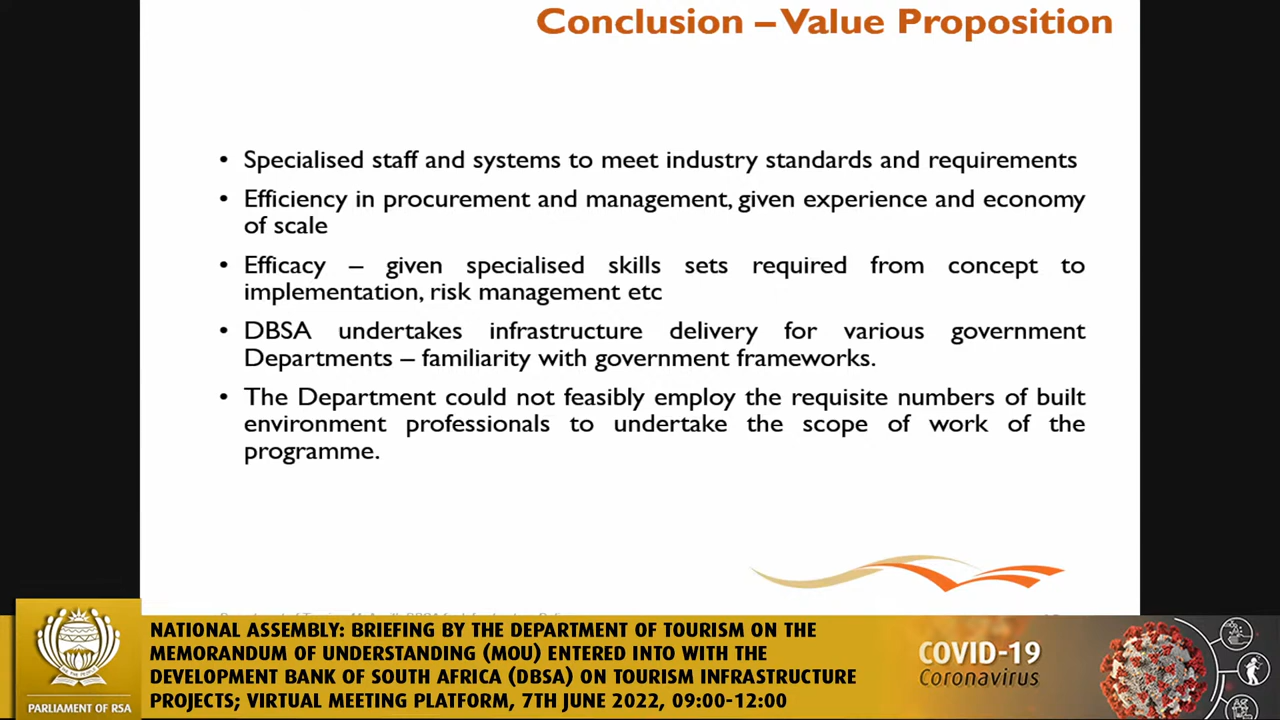 Conclusion – Value Proposition
• Specialised staff and systems to meet industry standards and requirements
• Efficiency in procurement and management, given experience and economy
of scale
• Efficacy – given specialised skills sets required from concept to
implementation, risk management etc
• DBSA undertakes infrastructure delivery for various government
Departments – familiarity with government frameworks.
• The Department could not feasibly employ the requisite numbers of built
environment professionals to undertake the scope of work of the
programme.
NATIONAL ASSEMBLY: BRIEFING BY THE DEPARTMENT OF TOURISM ON THE
MEMORANDUM OF UNDERSTANDING (MOU) ENTERED INTO WITH THE
DEVELOPMENT BANK OF SOUTH AFRICA (DBSA) ON TOURISM INFRASTRUCTURE
PROJECTS; VIRTUAL MEETING PLATFORM, 7TH JUNE 2022, 09:00-12:00
PARLIAMENT OF RSA
COVID-19
Coronavirus